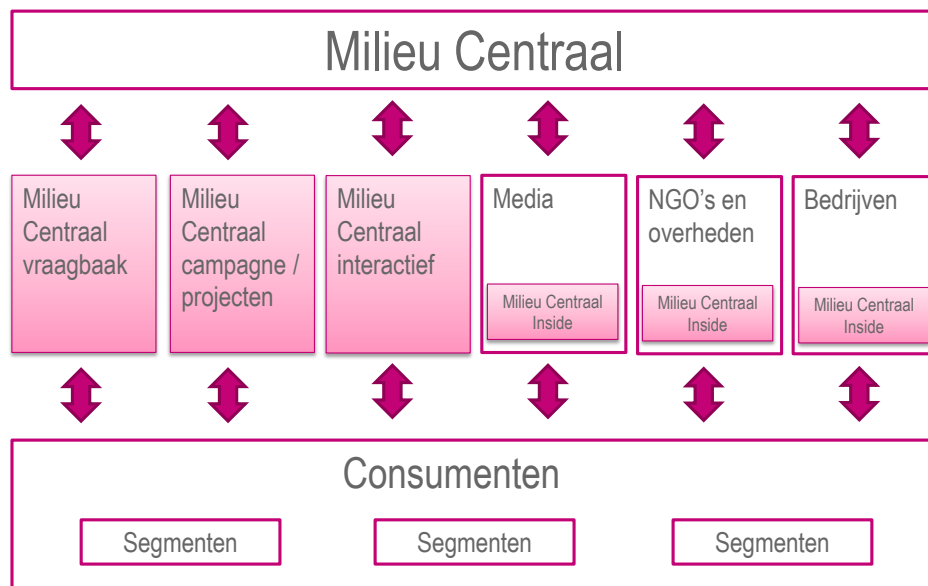 Milieu Centraal
Milieu
Centraal
vraagbaak
Milieu
Centraal
campagne /
projecten
Milieu
Centraal
interactief
Media
Milieu Centraal
Inside
NGO's en
overheden
Milieu Centraal
Inside
Bedrijven
Milieu Centraal
Inside
Consumenten
Segmenten
Segmenten
Segmenten